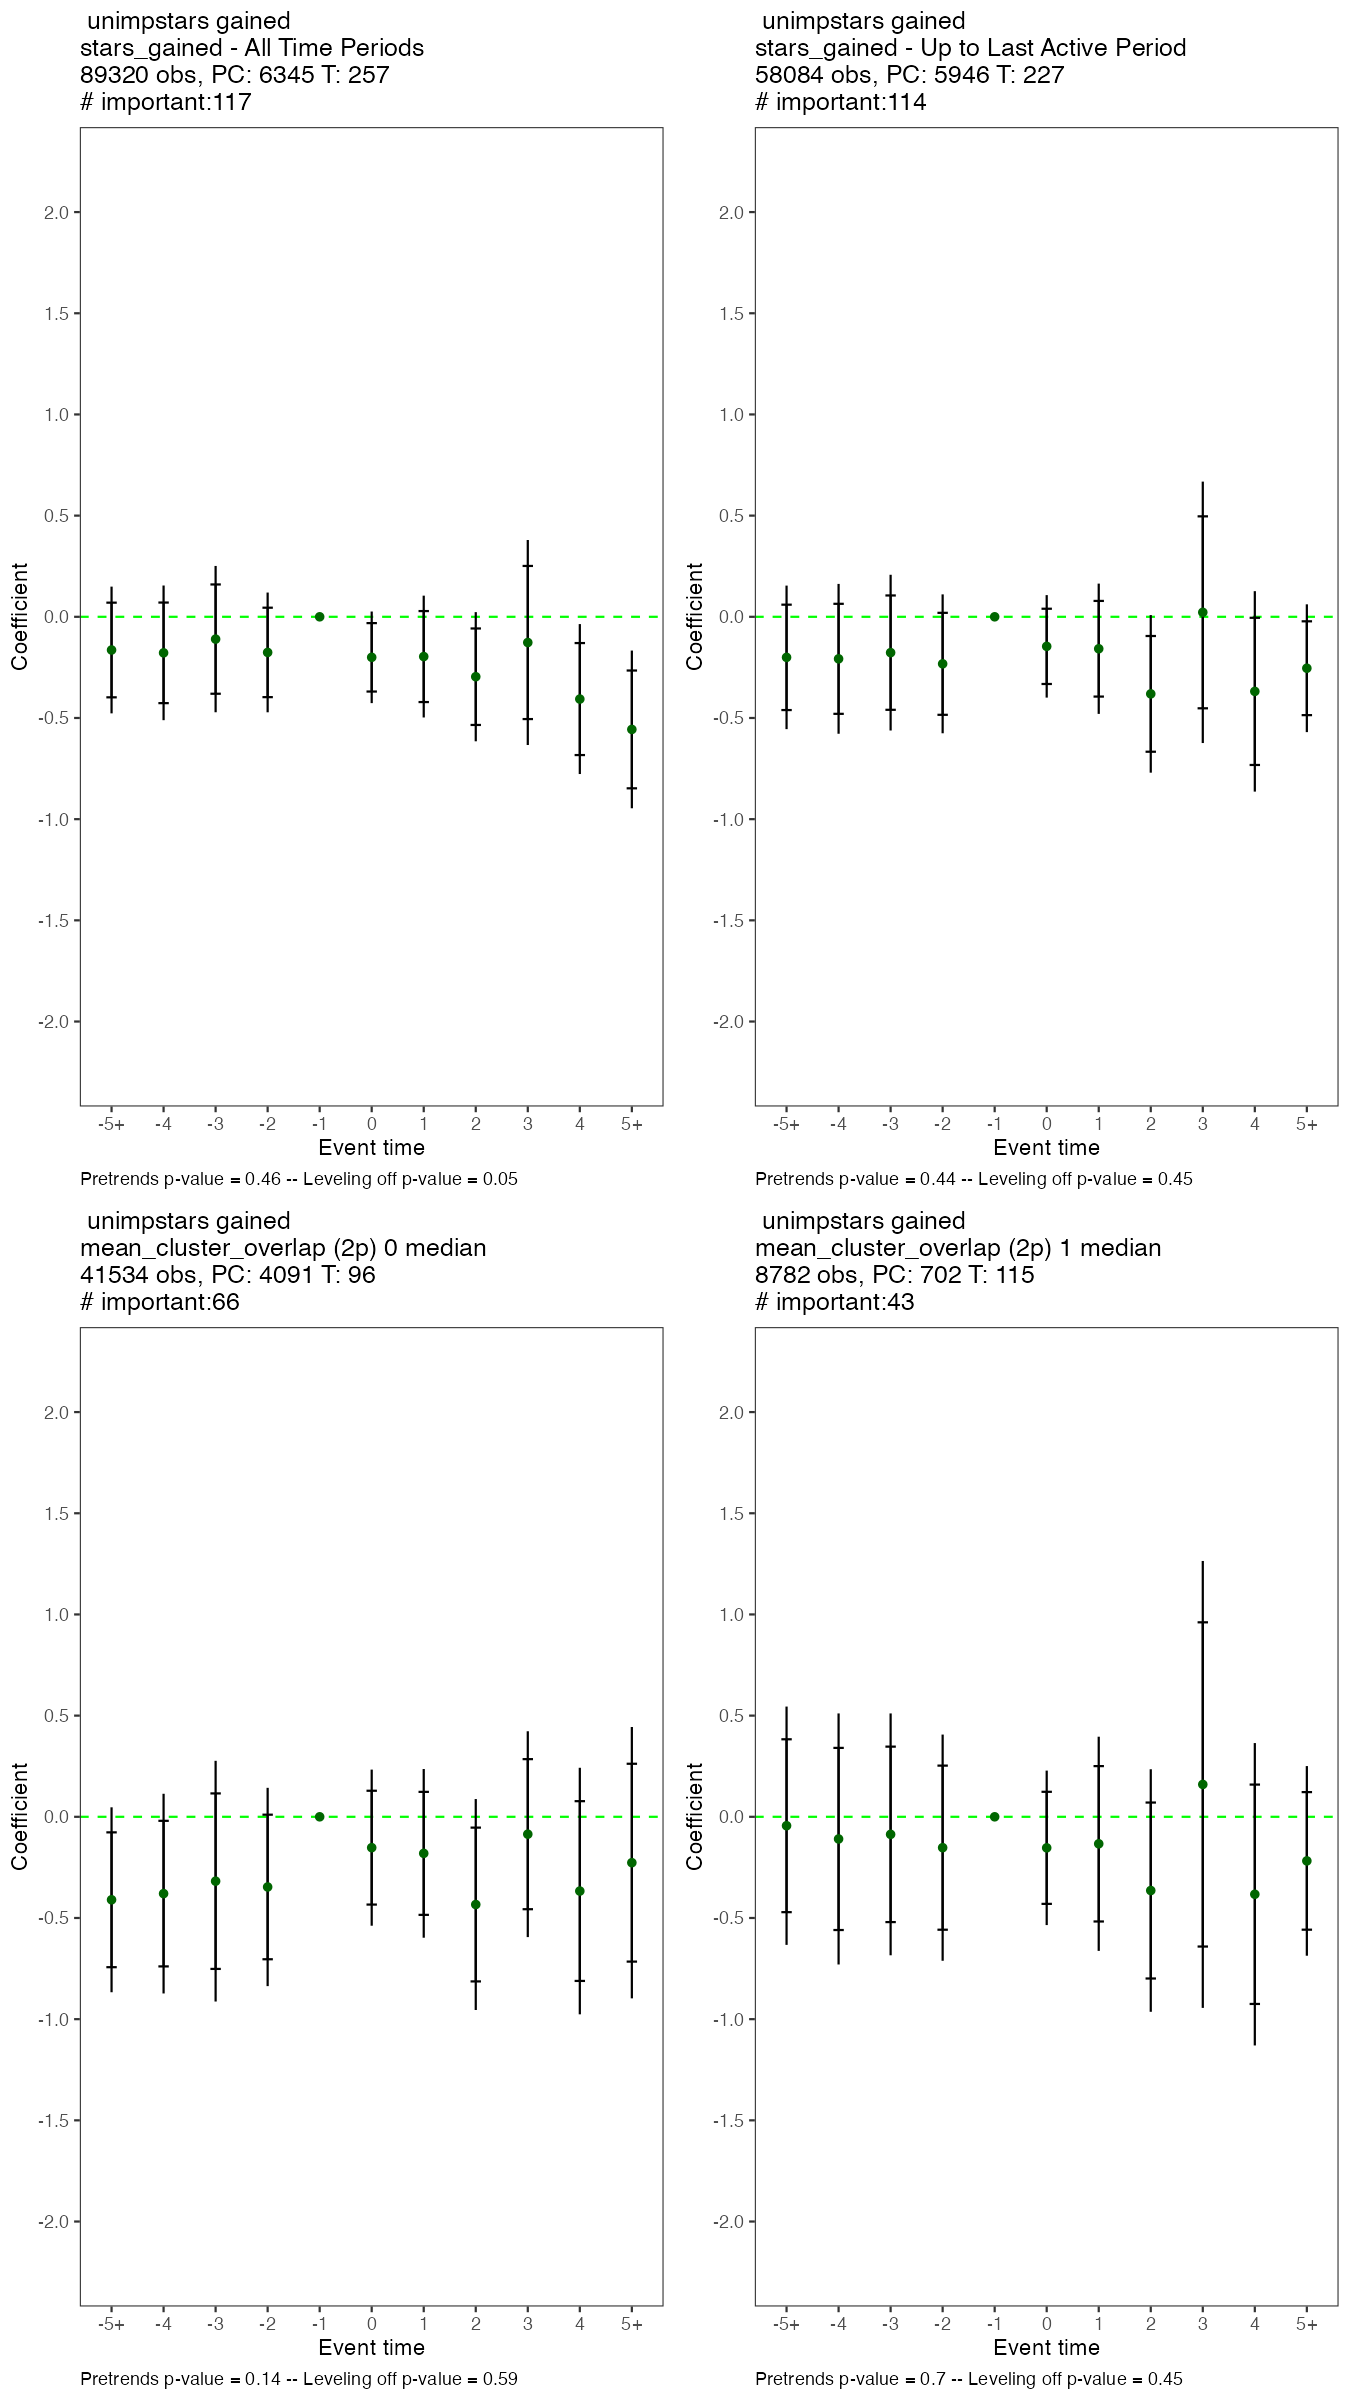 unimpstars gained
stars_gained - All Time Periods
89320 obs, PC: 6345 T: 257
# important:117
2.0
1.5
1.0
0.5
0.0
-0.5
-1.0
-1.5
-2.0
Coefficient
-5+ -4 -3 -2 -1 0 1 2 3 4 5+
Event time
Pretrends p-value = 0.46 -- Leveling off p-value = 0.05
unimpstars gained
stars_gained - Up to Last Active Period
58084 obs, PC: 5946 T: 227
# important:114
2.0
1.5
1.0
0.5
0.0
-0.5
-1.0
-1.5
-2.0
Coefficient
-5+ -4 -3 -2 -1 0 1 2 3 4 5+
Event time
Pretrends p-value = 0.44 -- Leveling off p-value = 0.45
unimpstars gained
mean_cluster_overlap (2p) 0 median
41534 obs, PC: 4091 T: 96
# important:66
2.0
1.5
1.0
0.5
0.0
-0.5
-1.0
-1.5
-2.0
Coefficient
-5+ -4 -3 -2 -1 0 1 2 3 4 5+
Event time
Pretrends p-value = 0.14 -- Leveling off p-value = 0.59
unimpstars gained
mean_cluster_overlap (2p) 1 median
8782 obs, PC: 702 T: 115
# important:43
2.0
1.5
1.0
0.5
0.0
-0.5
-1.0
-1.5
-2.0
Coefficient
-5+ -4 -3 -2 -1 0 1 2 3 4 5+
Event time
Pretrends p-value = 0.7 -- Leveling off p-value = 0.45